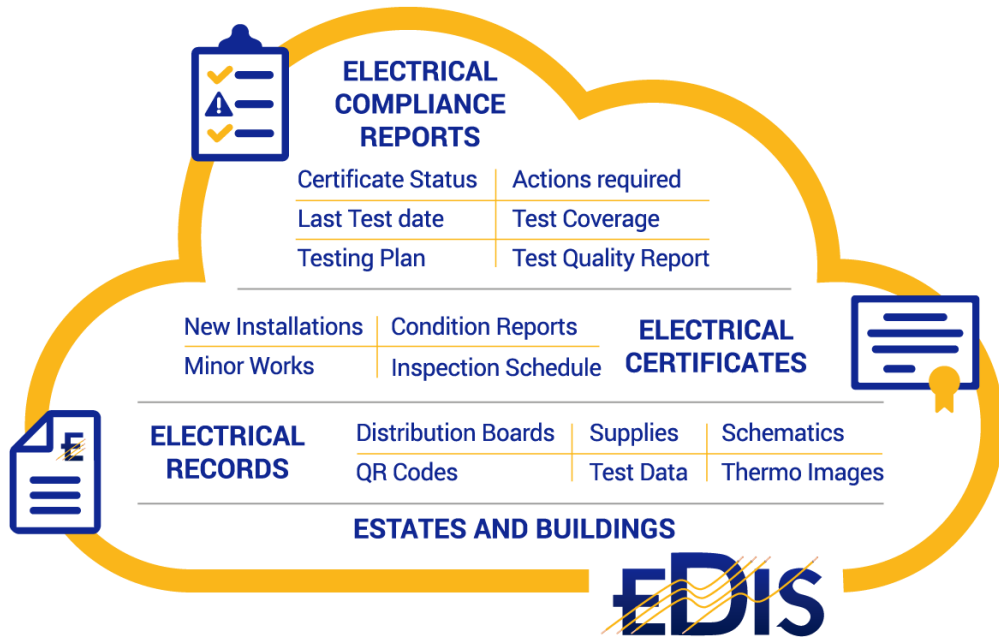 ELECTRICAL
COMPLIANCE
REPORTS
Certificate Status Actions required
Last Test date Test Coverage
Testing Plan Test Quality Report
New Installations Condition Reports
Minor Works Inspection Schedule
ELECTRICAL
CERTIFICATES
E
ELECTRICAL
RECORDS
Distribution Boards Supplies Schematics
QR Codes Test Data Thermo Images
ESTATES AND BUILDINGS
EDIS